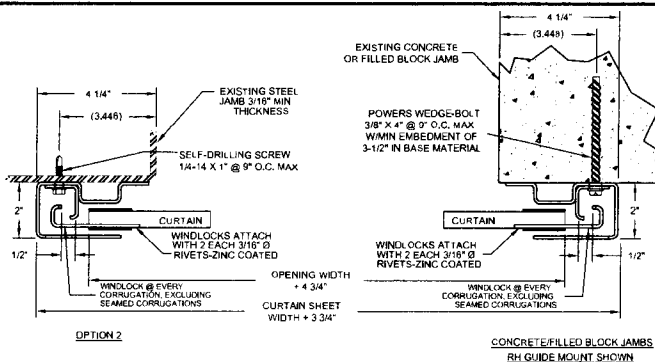 4 1/4"
(3.446)
EXISTING STEEL
JAMB 3/16" MIN
THICKNESS
SELF-DRILLING SCREW
1/4-14 X 1" @ 9" O.C. MAX
2"
1/2"
CURTAIN
WINDLOCKS ATTACH
WITH 2 EACH 3/16" Ø
RIVETS-ZINC COATED
WINDLOCK @ EVERY
CORRUGATION, EXCLUDING
SEAMED CORRUGATIONS
OPENING WIDTH
+ 4 3/4"
CURTAIN SHEET
WIDTH + 3 3/4"
OPTION 2
4 1/4"
(3.446)
EXISTING CONCRETE
OR FILLED BLOCK JAMB
POWERS WEDGE-BOLT
3/8" X 4" @ 9" O.C. MAX
W/MIN EMBEDMENT OF
3-1/2" IN BASE MATERIAL
2"
1/2"
CURTAIN
WINDLOCKS ATTACH
WITH 2 EACH 3/16" Ø
RIVETS-ZINC COATED
WINDLOCK @ EVERY
CORRUGATION, EXCLUDING
SEAMED CORRUGATIONS
CONCRETE/FILLED BLOCK JAMBS
RH GUIDE MOUNT SHOWN